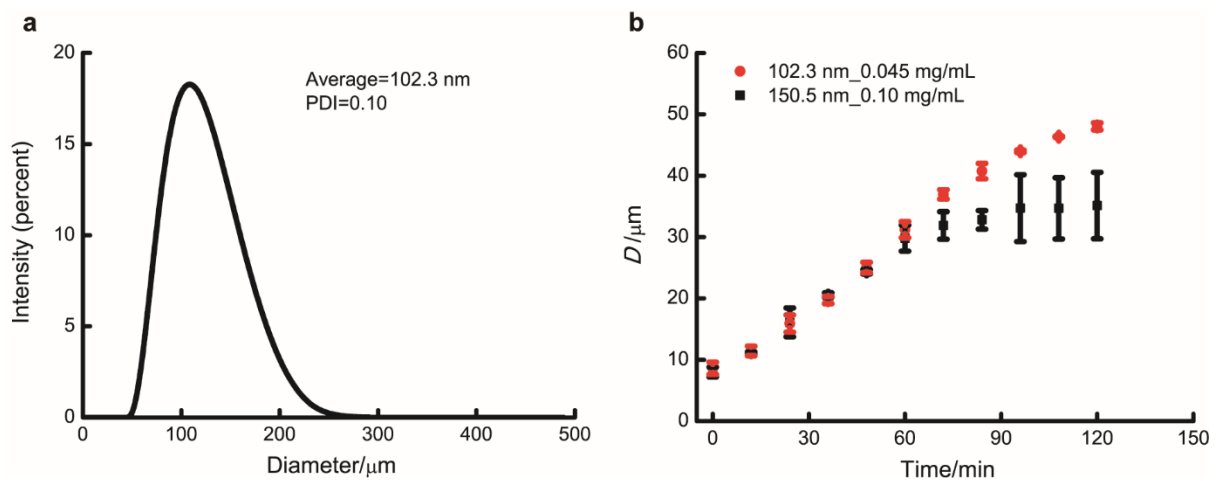 a
20
15
10
5
0
Intensity (percent)
Average=102.3 nm
PDI=0.10
0 100 200 300 400 500
Diameter/μm
b
60
50
40
30
20
10
0
D/μm
102.3 nm_0.045 mg/mL
150.5 nm_0.10 mg/mL
0 30 60 90 120 150
Time/min